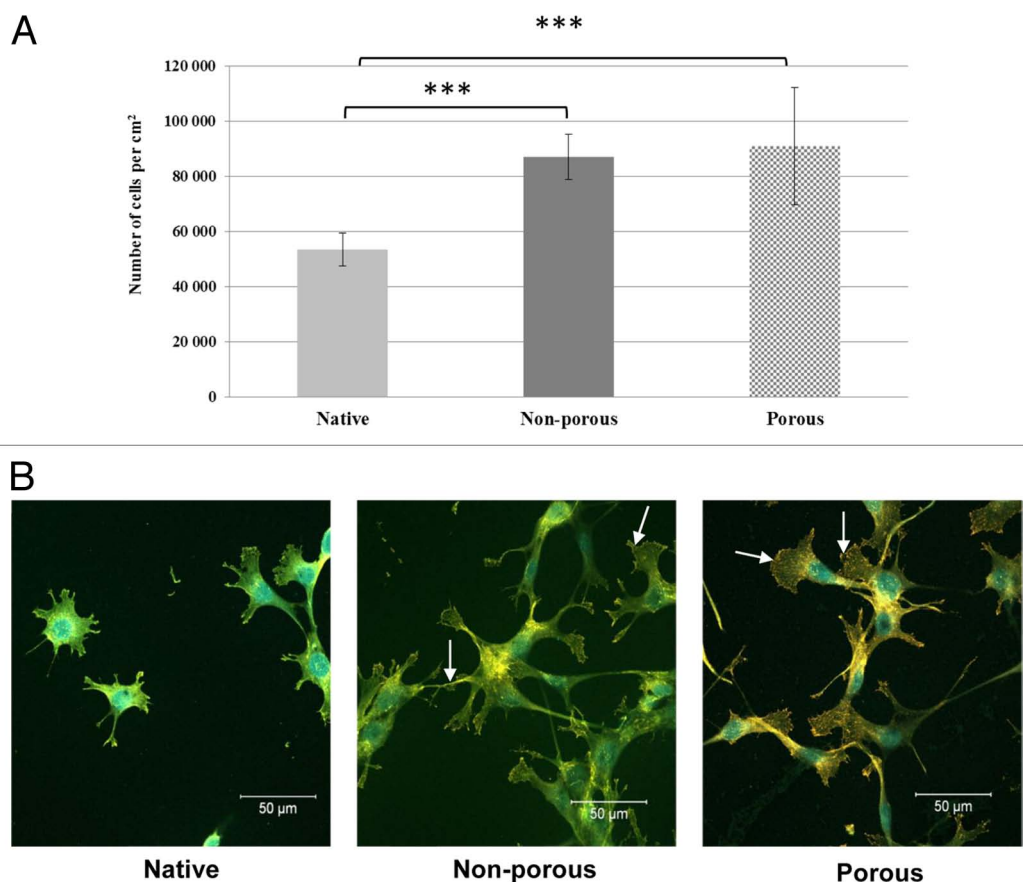 A
***
***
120 000
100 000
80 000
60 000
40 000
20 000
0
Number of cells per cm²
Native Non-porous Porous
B
50 µm 50 µm 50 µm
Native Non-porous Porous